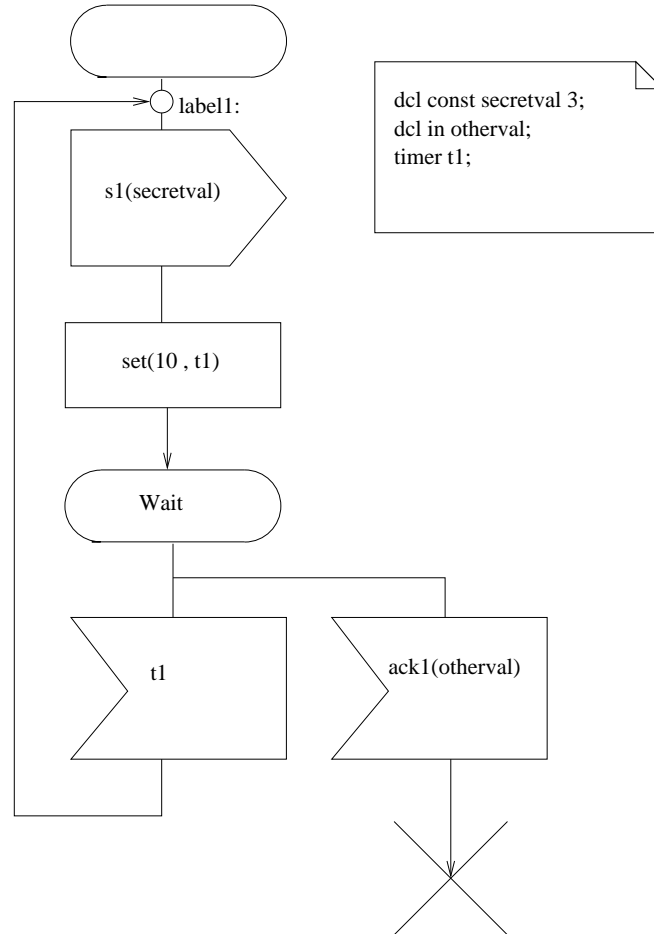 label1:
dcl const secretval 3;
dcl in otherval;
timer t1;
s1(secretval)
set(10 , t1)
Wait
t1
ack1(otherval)